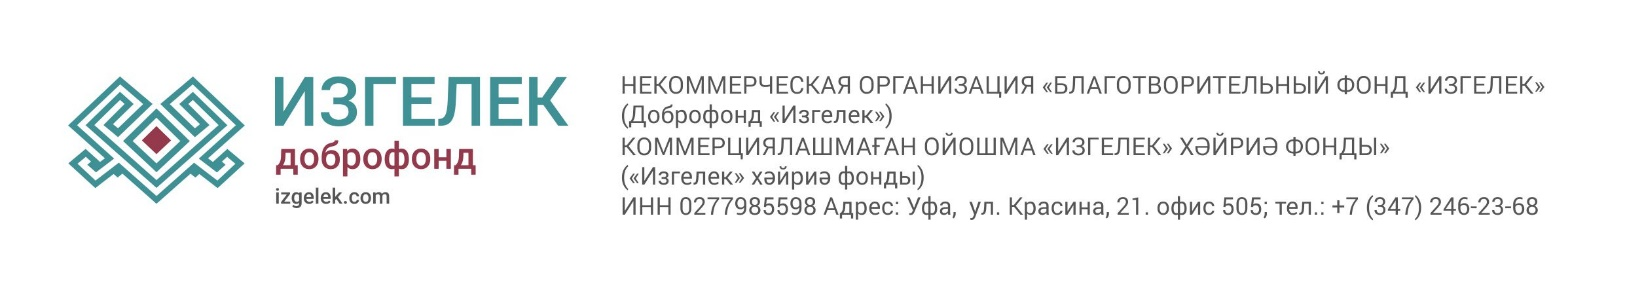 ИЗГЕЛЕК
доброфонд
izgelek.com
НЕКОММЕРЧЕСКАЯ ОРГАНИЗАЦИЯ «БЛАГОТВОРИТЕЛЬНЫЙ ФОНД «ИЗГЕЛЕК»
(Доброфонд «Изгелек»)
КОММЕРЦИЯЛАШМАҒАН ОЙОШМА «ИЗГЕЛЕК» ХӘЙРИӘ ФОНДЫ»
(«Изгелек» хәйриә фонды)
ИНН 0277985598 Адрес: Уфа,  ул. Красина, 21. офис 505; тел.: +7 (347) 246-23-68